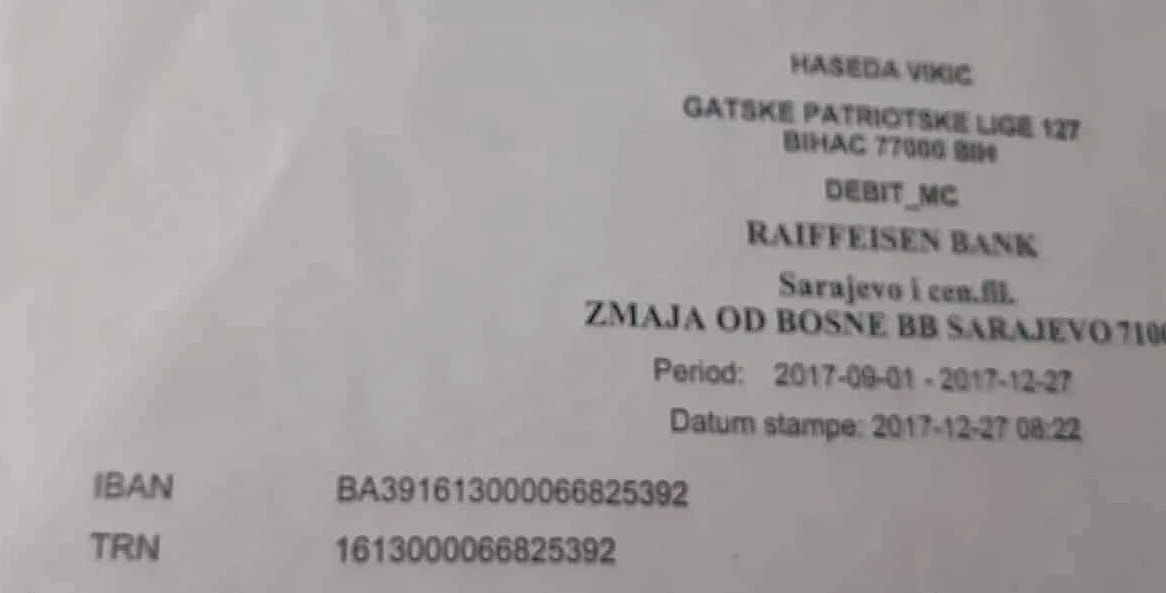 HASEDA VIKIC
GATSKE PATRIOTSKE LIGE 127
BIHAC 77000 BIH
DEBIT_MC
RAIFFEISEN BANK
Sarajevo i cen.fil.
ZMAJA OD BOSNE BB SARAJEVO 7100
Period: 2017-09-01 - 2017-12-27
Datum stampe: 2017-12-27 08:22
IBAN BA391613000066825392
TRN 1613000066825392